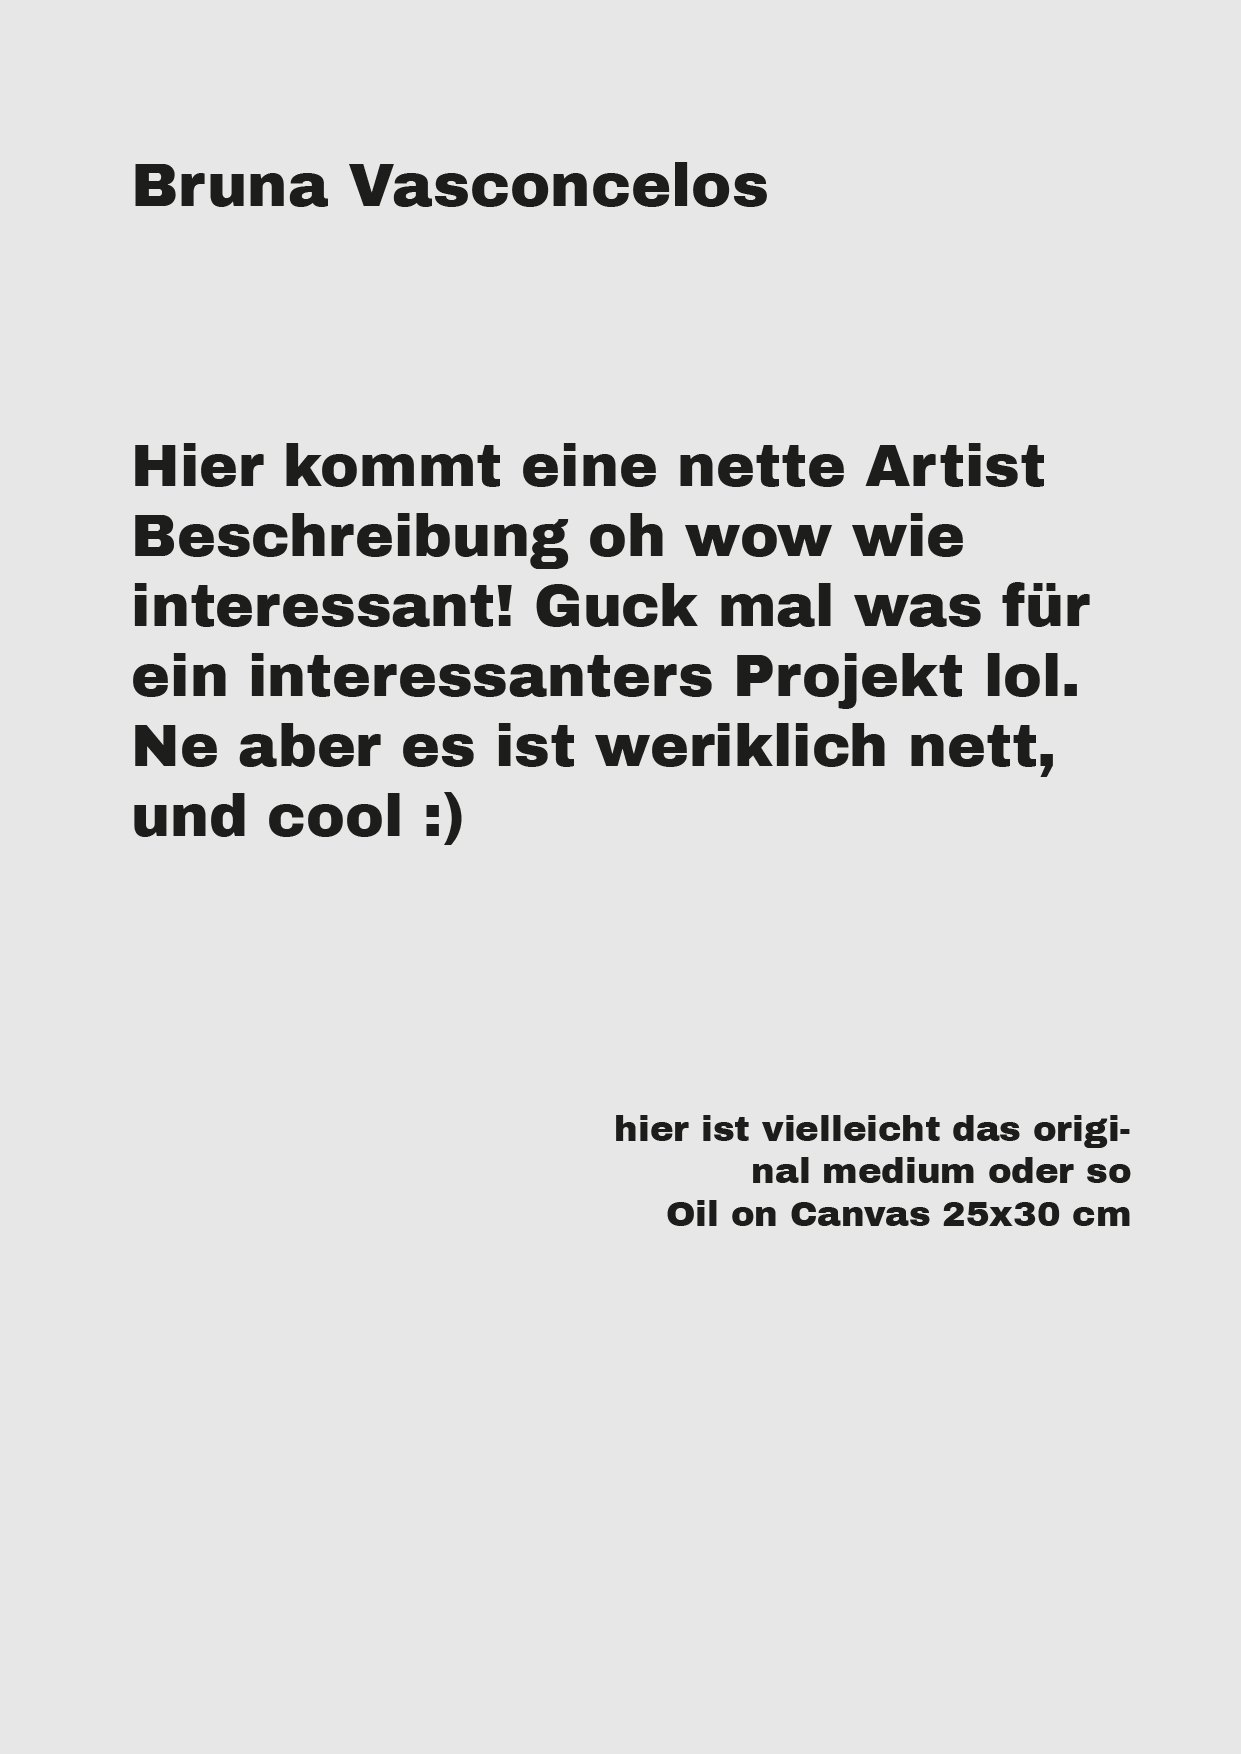 Bruna Vasconcelos
Hier kommt eine nette Artist
Beschreibung oh wow wie
interessant! Guck mal was für
ein interessanters Projekt lol.
Ne aber es ist weriklich nett,
und cool :)
hier ist vielleicht das origi-
nal medium oder so
Oil on Canvas 25x30 cm